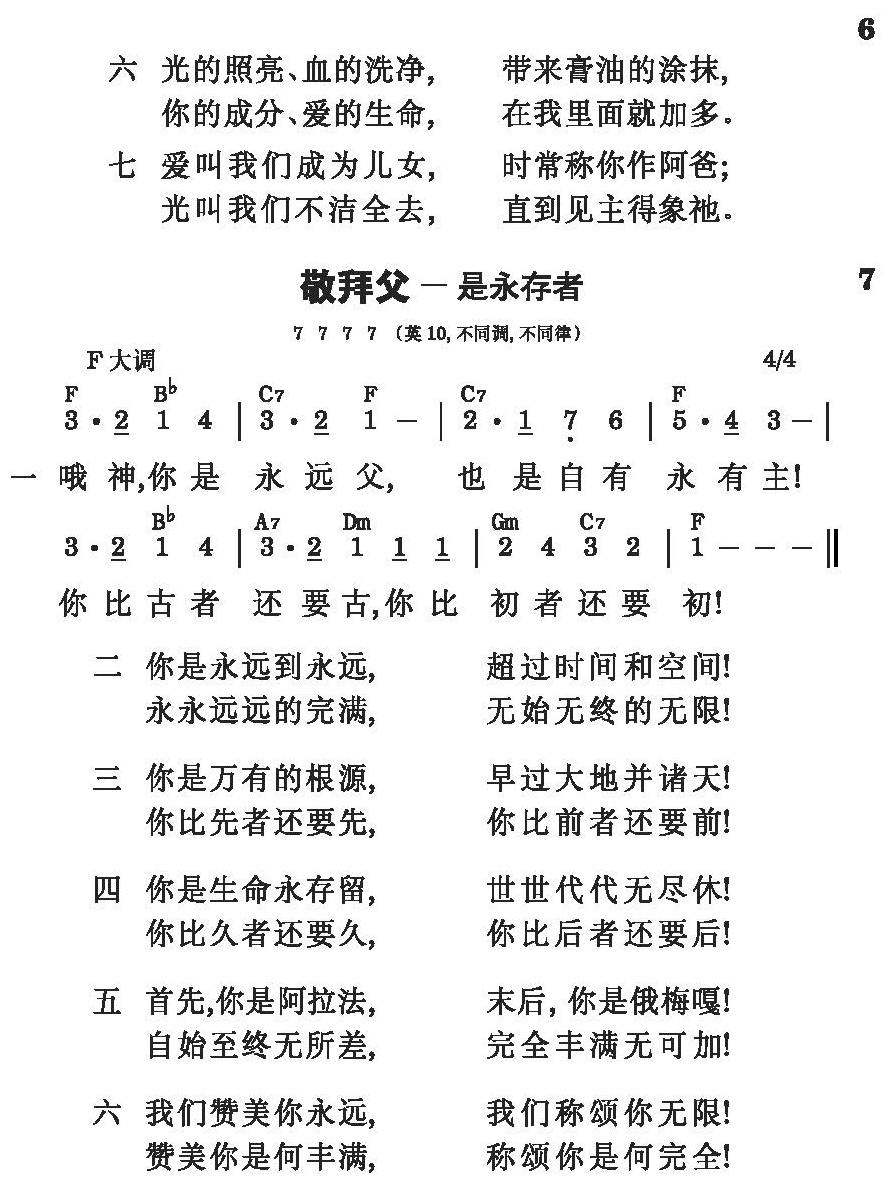 6
六 光的照亮、血的洗净, 带来膏油的涂抹,
你的成分、爱的生命, 在我里面就加多。
七 爱叫我们成为儿女, 时常称你作阿爸;
光叫我们不洁全去, 直到见主得象祂。
敬拜父 — 是永存者 7
7 7 7 7 (英10, 不同调, 不同律)
F大调 4/4
F B♭ C7 F C7 F
3 · 2 1 4 | 3 · 2 1 — | 2 · 1 7 6 | 5 · 4 3 — |
一 哦 神, 你 是 永 远 父, 也 是 自 有 永 有 主!
B♭ A7 Dm Gm C7 F
3 · 2 1 4 | 3 · 2 1 1 1 | 2 4 3 2 | 1 — — — ‖
你 比 古 者 还 要 古, 你 比 初 者 还 要 初!
二 你是永远到永远, 超过时间和空间!
永永远远的完满, 无始无终的无限!
三 你是万有的根源, 早过大地并诸天!
你比先者还要先, 你比前者还要前!
四 你是生命永存留, 世世代代无尽休!
你比久者还要久, 你比后者还要后!
五 首先, 你是阿拉法, 末后, 你是俄梅嘎!
自始至终无所差, 完全丰满无可加!
六 我们赞美你永远, 我们称颂你无限!
赞美你是何丰满, 称颂你是何完全!